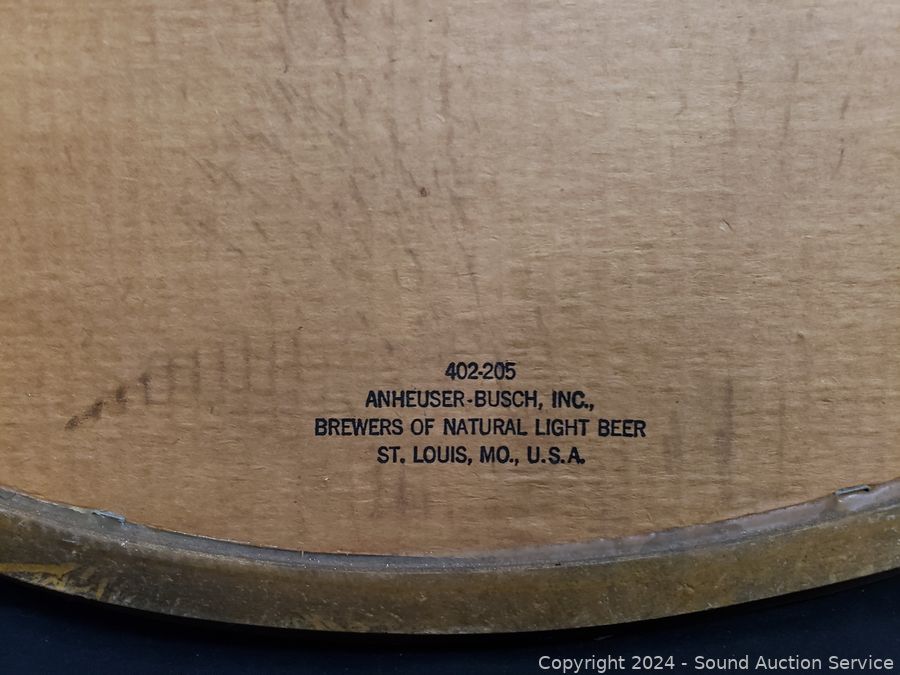 402-205
ANHEUSER-BUSCH, INC.,
BREWERS OF NATURAL LIGHT BEER
ST. LOUIS, MO., U.S.A.
Copyright 2024 - Sound Auction Service